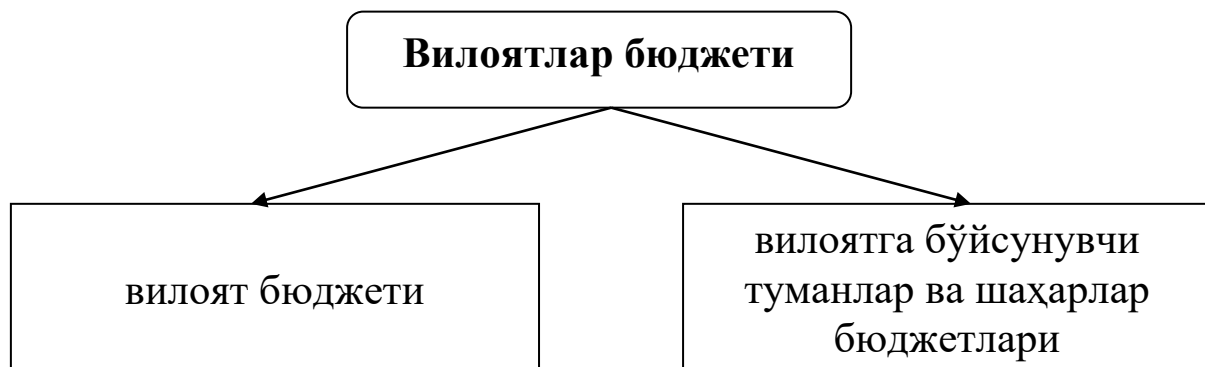 Вилоятлар бюджети
вилоят бюджети
вилоятга бўйсунувчи
туманлар ва шаҳарлар
бюджетлари